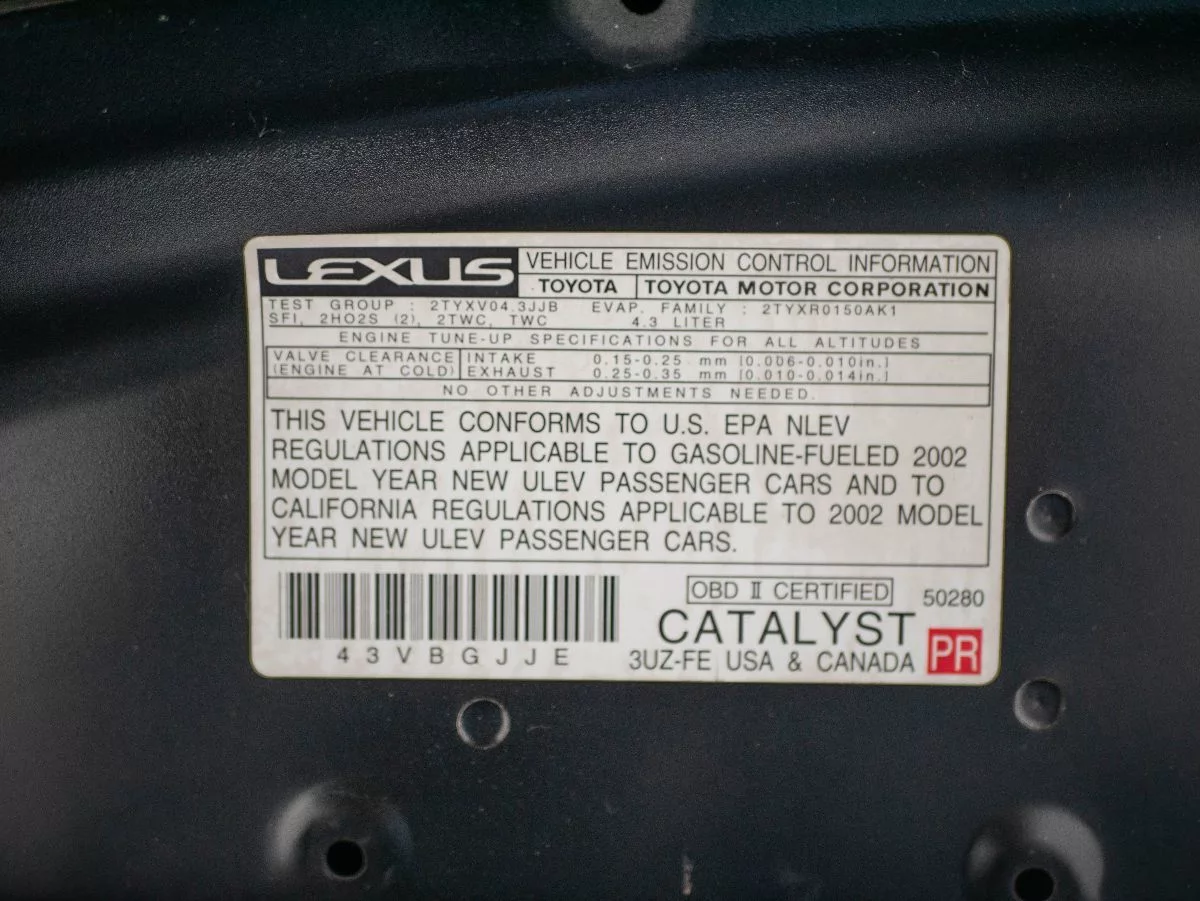 LEXUS VEHICLE EMISSION CONTROL INFORMATION
TOYOTA TOYOTA MOTOR CORPORATION
TEST GROUP : 2TYXV04.3JJB EVAP. FAMILY : 2TYXR0150AK1
SFI, 2HO2S (2), 2TWC, TWC 4.3 LITER
ENGINE TUNE-UP SPECIFICATIONS FOR ALL ALTITUDES
VALVE CLEARANCE INTAKE 0.15-0.25 mm (0.006-0.010in.)
(ENGINE AT COLD) EXHAUST 0.25-0.35 mm (0.010-0.014in.)
NO OTHER ADJUSTMENTS NEEDED.
THIS VEHICLE CONFORMS TO U.S. EPA NLEV
REGULATIONS APPLICABLE TO GASOLINE-FUELED 2002
MODEL YEAR NEW ULEV PASSENGER CARS AND TO
CALIFORNIA REGULATIONS APPLICABLE TO 2002 MODEL
YEAR NEW ULEV PASSENGER CARS.
OBD II CERTIFIED 50280
CATALYST
43VBGJJE 3UZ-FE USA & CANADA PR